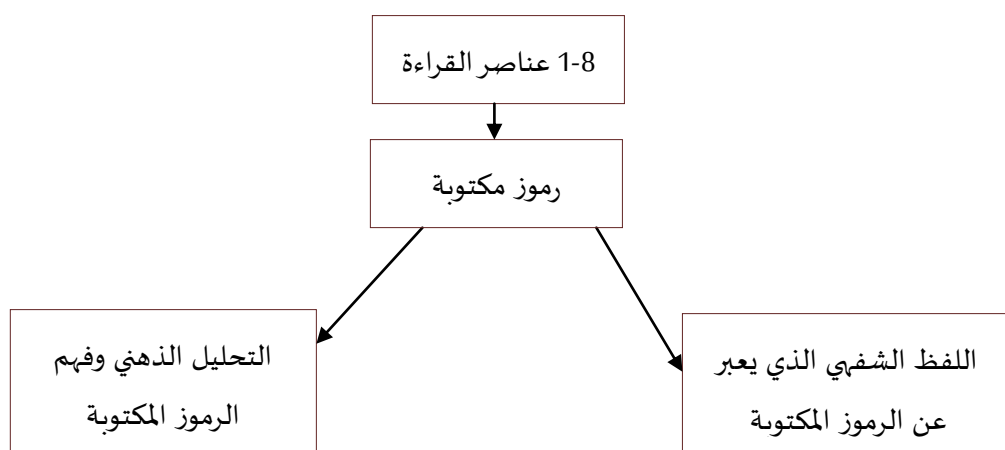 1-8 عناصر القراءة
رموز مكتوبة
اللفظ الشفهي الذي يعبر
عن الرموز المكتوبة
التحليل الذهني وفهم
الرموز المكتوبة